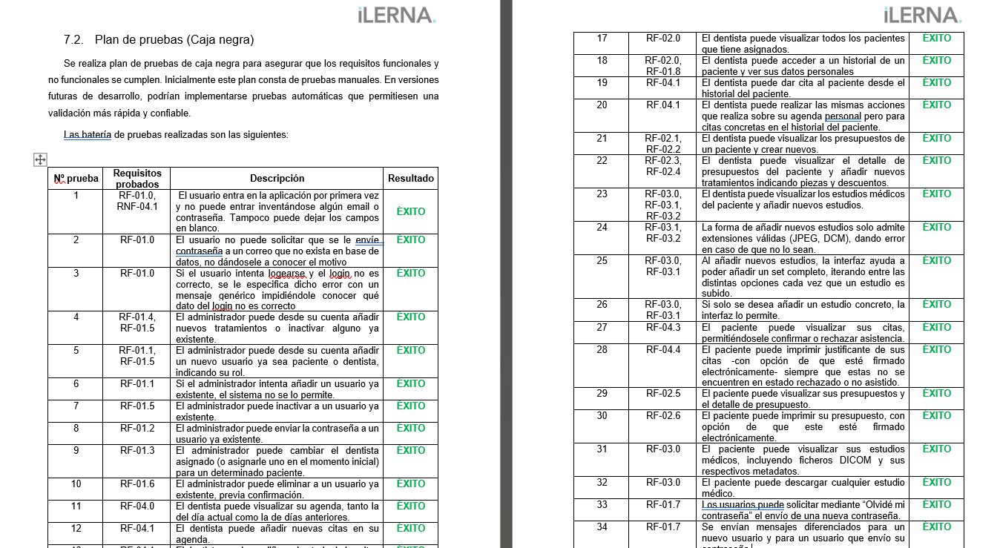 iLERNA.
7.2. Plan de pruebas (Caja negra)
Se realiza plan de pruebas de caja negra para asegurar que los requisitos funcionales y
no funcionales se cumplen. Inicialmente este plan consta de pruebas manuales. En versiones
futuras de desarrollo, podrían implementarse pruebas automáticas que permitiesen una
validación más rápida y confiable.
Las batería de pruebas realizadas son las siguientes:
Nº prueba Requisitos probados Descripción Resultado
1 RF-01.0, El usuario entra en la aplicación por primera vez
RNF-04.1 y no puede entrar inventándose algún email o
contraseña. Tampoco puede dejar los campos ÉXITO
en blanco.
2 RF-01.0 El usuario no puede solicitar que se le envíe ÉXITO
contraseña a un correo que no exista en base de
datos, no dándosele a conocer el motivo
3 RF-01.0 Si el usuario intenta logearse y el login no es ÉXITO
correcto, se le especifica dicho error con un
mensaje genérico impidiéndole conocer qué
dato del login no es correcto
4 RF-01.4, El administrador puede desde su cuenta añadir ÉXITO
RF-01.5 nuevos tratamientos o inactivar alguno ya
existente.
5 RF-01.1, El administrador puede desde su cuenta añadir ÉXITO
RF-01.5 un nuevo usuario ya sea paciente o dentista,
indicando su rol.
6 RF-01.1 Si el administrador intenta añadir un usuario ya ÉXITO
existente, el sistema no se lo permite.
7 RF-01.5 El administrador puede inactivar a un usuario ya ÉXITO
existente.
8 RF-01.2 El administrador puede enviar la contraseña a un ÉXITO
usuario ya existente.
9 RF-01.3 El administrador puede cambiar el dentista ÉXITO
asignado (o asignarle uno en el momento inicial)
para un determinado paciente.
10 RF-01.6 El administrador puede eliminar a un usuario ya ÉXITO
existente, previa confirmación.
11 RF-04.0 El dentista puede visualizar su agenda, tanto la ÉXITO
del día actual como la de días anteriores.
12 RF-04.1 El dentista puede añadir nuevas citas en su ÉXITO
agenda.
iLERNA.
17 RF-02.0 El dentista puede visualizar todos los pacientes ÉXITO
que tiene asignados.
18 RF-02.0, El dentista puede acceder a un historial de un ÉXITO
RF-01.8 paciente y ver sus datos personales
19 RF-04.1 El dentista puede dar cita al paciente desde el ÉXITO
historial del paciente.
20 RF.04.1 El dentista puede realizar las mismas acciones ÉXITO
que realiza sobre su agenda personal pero para
citas concretas en el historial del paciente.
21 RF-02.1, El dentista puede visualizar los presupuestos de ÉXITO
RF-02.2 un paciente y crear nuevos.
22 RF-02.3, El dentista puede visualizar el detalle de ÉXITO
RF-02.4 presupuestos del paciente y añadir nuevos
tratamientos indicando piezas y descuentos.
23 RF-03.0, El dentista puede visualizar los estudios médicos ÉXITO
RF-03.1, del paciente y añadir nuevos estudios.
RF-03.2
24 RF-03.1, La forma de añadir nuevos estudios solo admite ÉXITO
RF-03.2 extensiones válidas (JPEG, DCM), dando error
en caso de que no lo sean.
25 RF-03.0, Al añadir nuevos estudios, la interfaz ayuda a ÉXITO
RF-03.1 poder añadir un set completo, iterando entre las
distintas opciones cada vez que un estudio es
subido.
26 RF-03.0, Si solo se desea añadir un estudio concreto, la ÉXITO
RF-03.1 interfaz lo permite.
27 RF-04.3 El paciente puede visualizar sus citas, ÉXITO
permitiéndosele confirmar o rechazar asistencia.
28 RF-04.4 El paciente puede imprimir justificante de sus ÉXITO
citas -con opción de que esté firmado
electrónicamente- siempre que estas no se
encuentren en estado rechazado o no asistido.
29 RF-02.5 El paciente puede visualizar sus presupuestos y ÉXITO
el detalle de presupuesto.
30 RF-02.6 El paciente puede imprimir su presupuesto, con ÉXITO
opción de que este esté firmado
electrónicamente.
31 RF-03.0 El paciente puede visualizar sus estudios ÉXITO
médicos, incluyendo ficheros DICOM y sus
respectivos metadatos.
32 RF-03.0 El paciente puede descargar cualquier estudio ÉXITO
médico.
33 RF-01.7 Los usuarios puede solicitar mediante “Olvidé mi ÉXITO
contraseña” el envío de una nueva contraseña.
34 RF-01.7 Se envían mensajes diferenciados para un ÉXITO
nuevo usuario y para un usuario que envío su